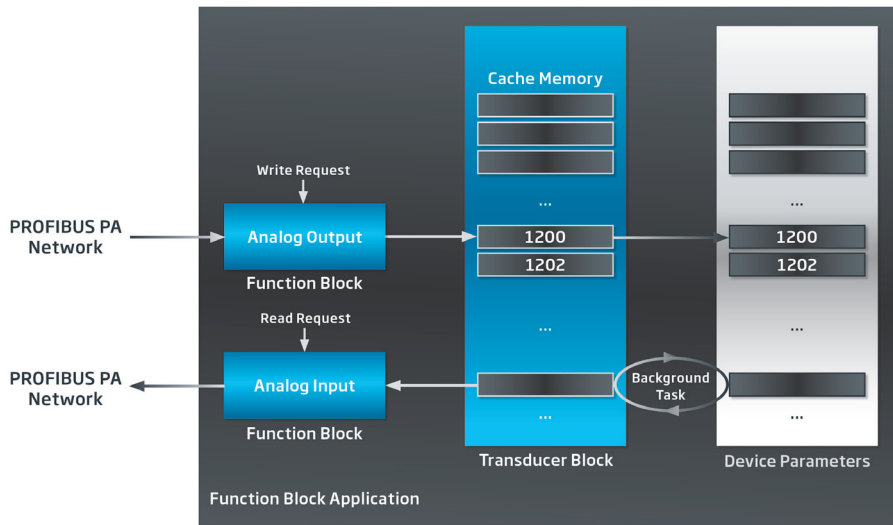 Cache Memory
Write Request
...
...
PROFIBUS PA
Network
Analog Output
1200
1200
1202
1202
Function Block
Read Request
...
...
PROFIBUS PA
Network
Analog Input
Background
Task
Function Block
...
...
Transducer Block
Device Parameters
Function Block Application